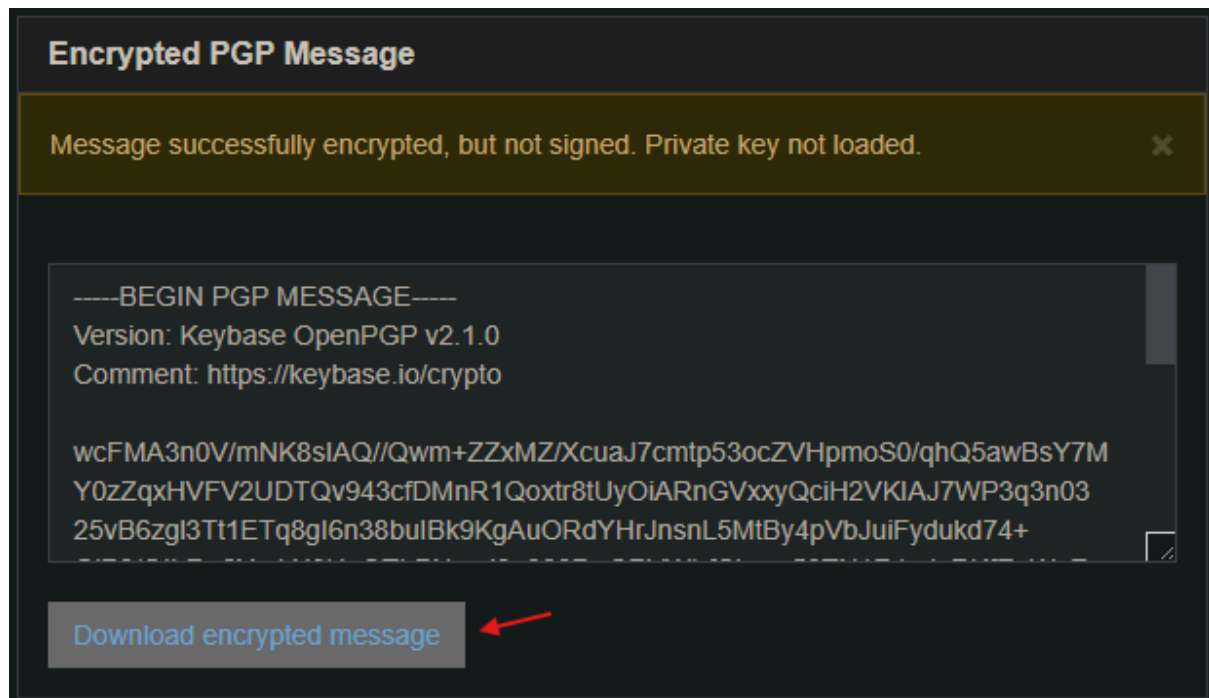 Encrypted PGP Message
Message successfully encrypted, but not signed. Private key not loaded.
-----BEGIN PGP MESSAGE-----
Version: Keybase OpenPGP v2.1.0
Comment: https://keybase.io/crypto
wcFMA3n0V/mNK8sIAQ//Qwm+ZZxMZ/XcuaJ7cmtp53ocZVHpmoS0/qhQ5awBsY7M
Y0zZqxHVFV2UDTQv943cfDMnR1Qoxtr8tUyOiARnGVxxyQciH2VKIAJ7WP3q3n03
25vB6zgl3Tt1ETq8gI6n38buIBk9KgAuORdYHrJnsnL5MtBy4pVbJuiFydukd74+
Download encrypted message